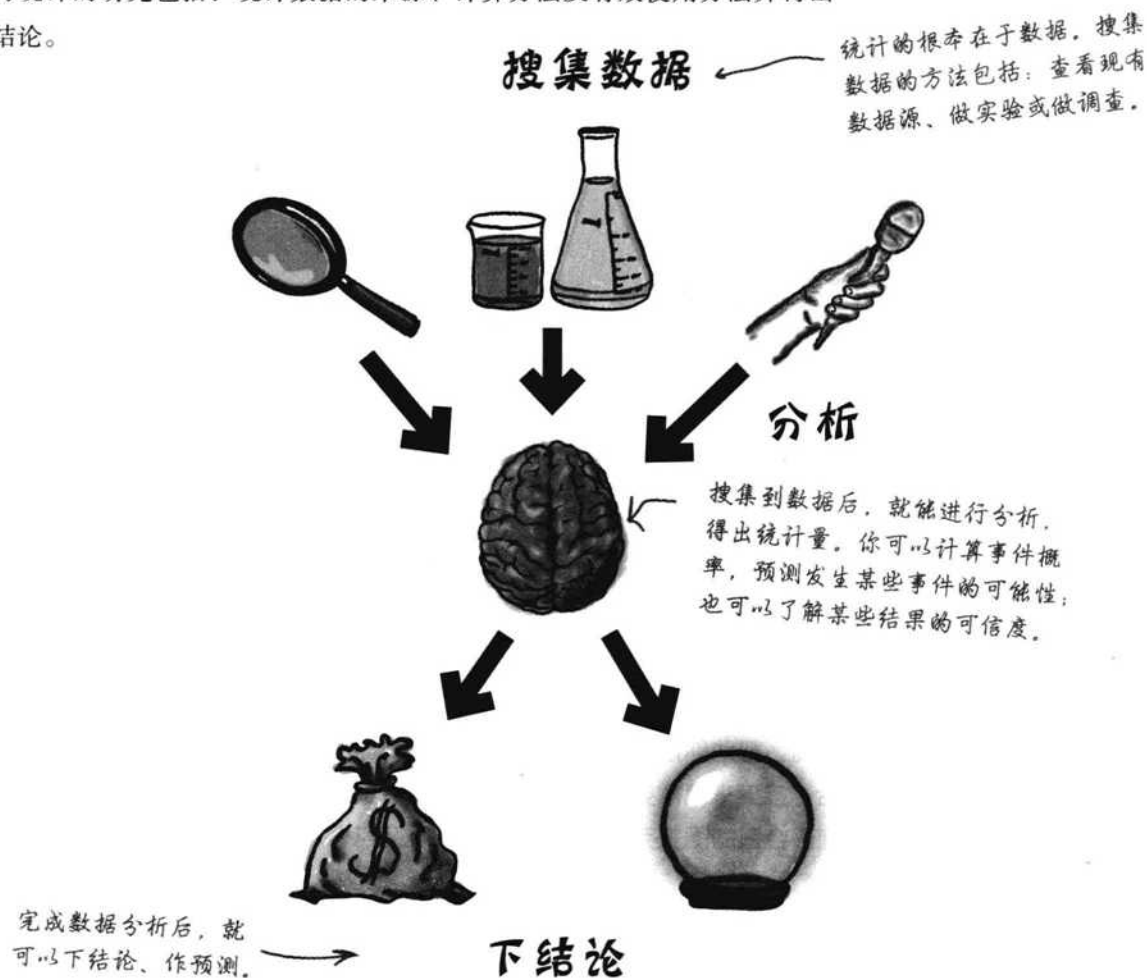 结论。
搜集数据
统计的根本在于数据。搜集
数据的方法包括：查看现有
数据源、做实验或做调查。
分析
搜集到数据后，就能进行分析，
得出统计量。你可以计算事件概
率，预测发生某些事件的可能性；
也可以了解某些结果的可信度。
完成数据分析后，就
可以下结论、作预测。
下结论